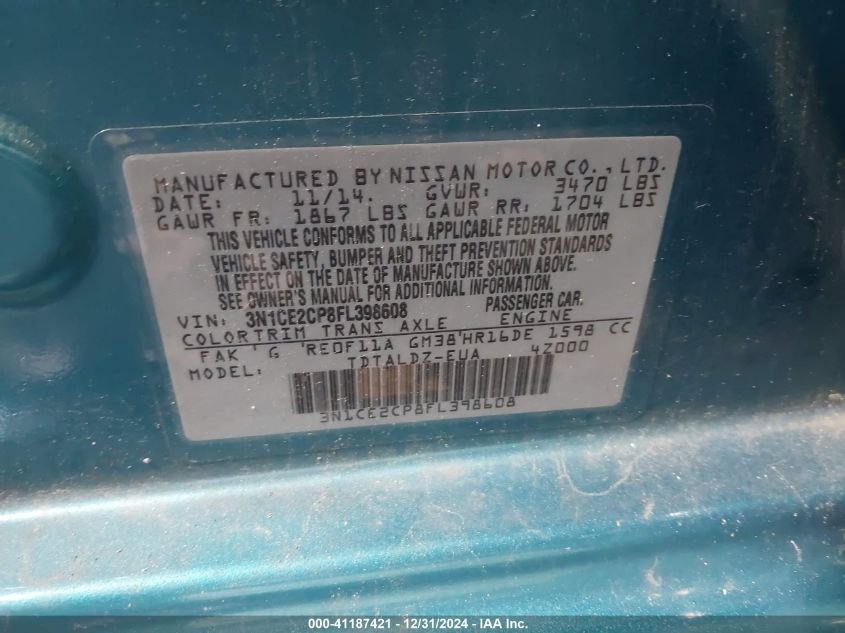 MANUFACTURED BY NISSAN MOTOR CO., LTD.
DATE: 11/14. GVWR: 3470 LBS
GAWR FR: 1867 LBS GAWR RR: 1704 LBS
THIS VEHICLE CONFORMS TO ALL APPLICABLE FEDERAL MOTOR
VEHICLE SAFETY, BUMPER AND THEFT PREVENTION STANDARDS
IN EFFECT ON THE DATE OF MANUFACTURE SHOWN ABOVE.
SEE OWNER'S MANUAL FOR ADDITIONAL INFORMATION.
VIN: 3N1CE2CP8FL398608 PASSENGER CAR.
COLOR TRIM TRANS AXLE ENGINE
FAK ' G 'RE0F11A GM38'HR16DE 1598 CC
MODEL: TDTALDZ-EUA 4Z000
3N1CE2CP8FL398608
000-41187421 - 12/31/2024 - IAA Inc.